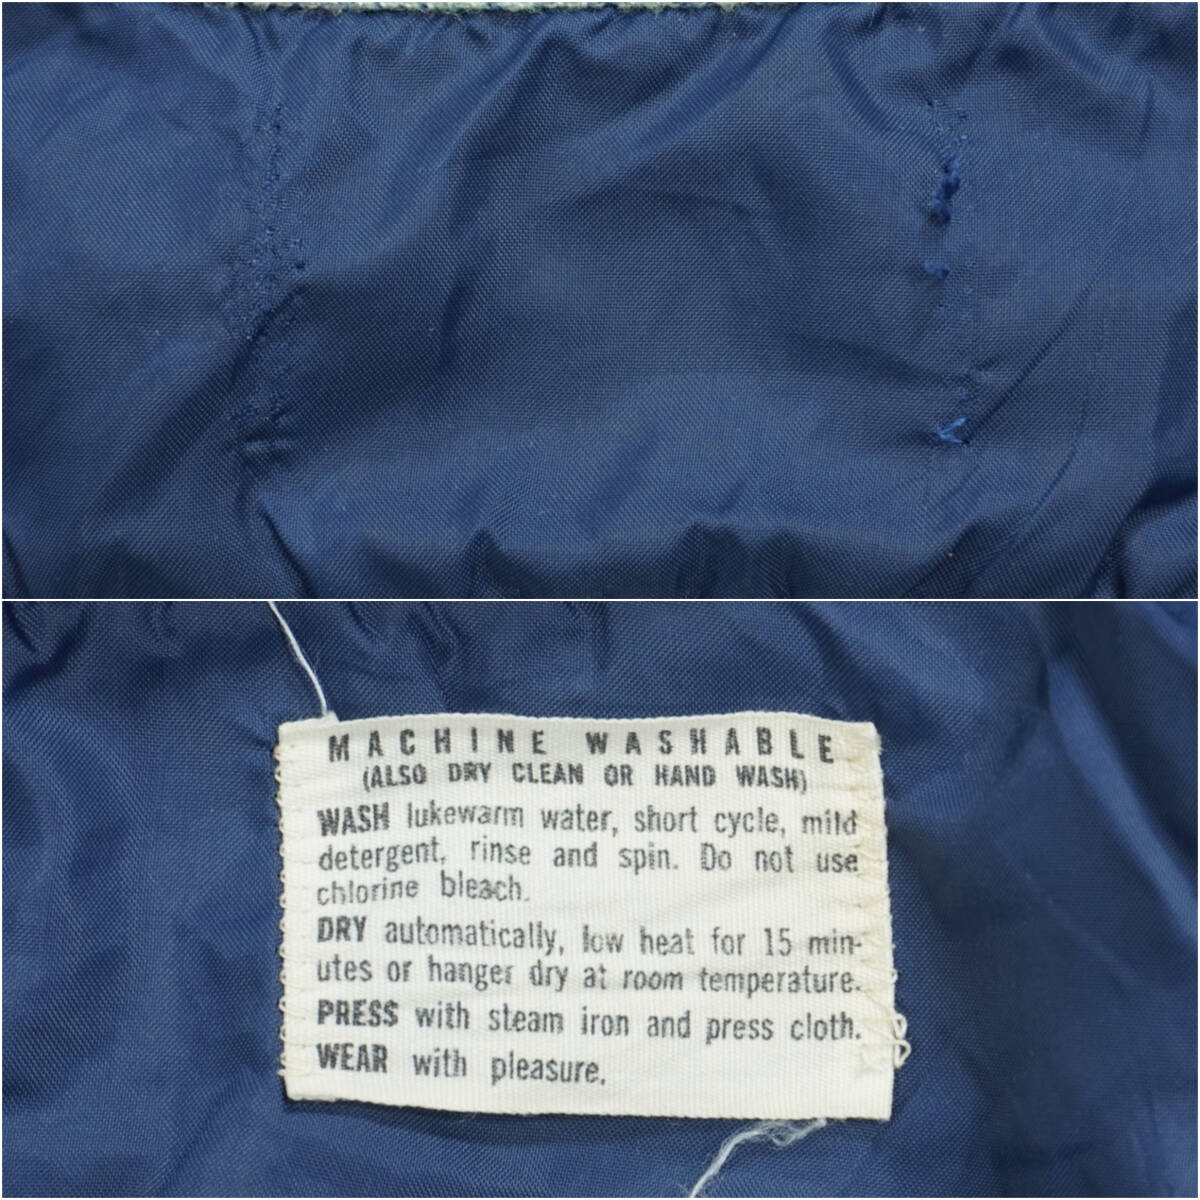 MACHINE WASHABLE
(ALSO DRY CLEAN OR HAND WASH)
WASH lukewarm water, short cycle, mild
detergent, rinse and spin. Do not use
chlorine bleach.
DRY automatically, low heat for 15 min-
utes or hanger dry at room temperature.
PRESS with steam iron and press cloth.
WEAR with pleasure.